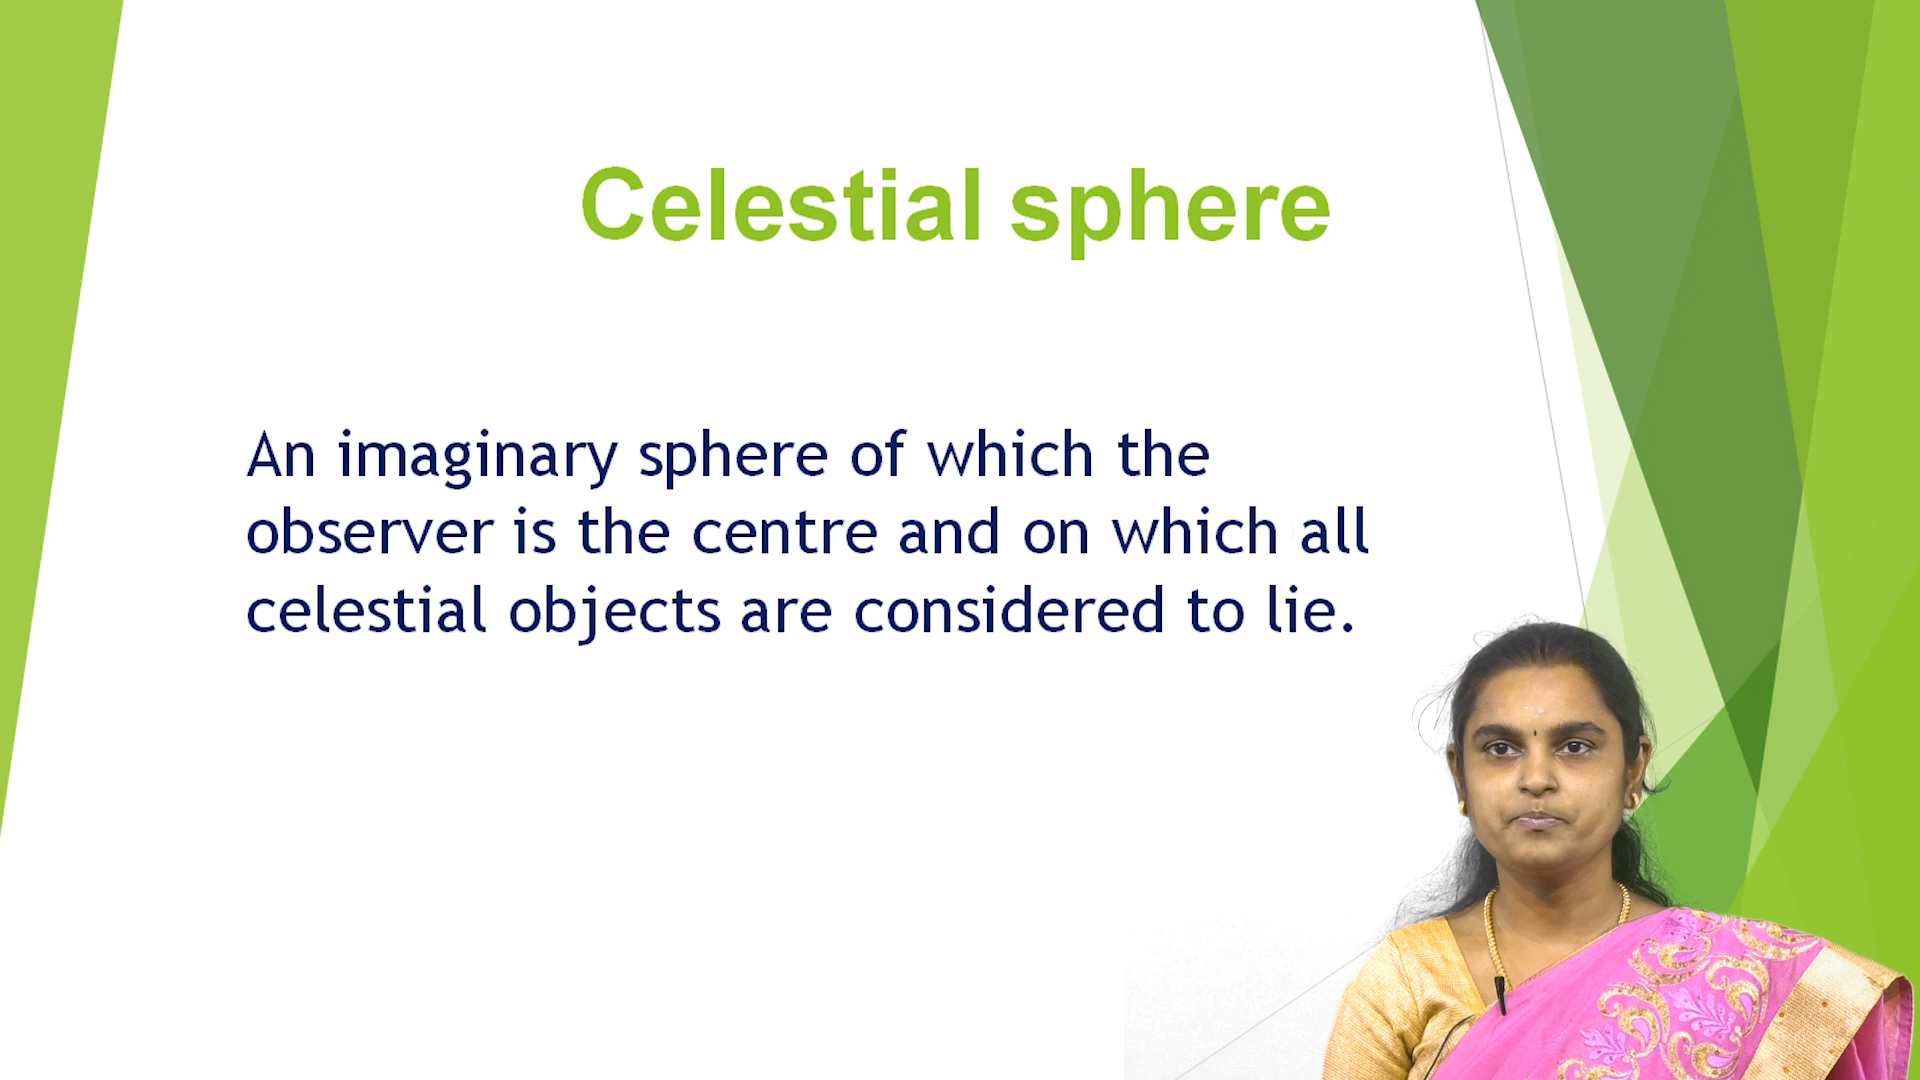 Celestial sphere
An imaginary sphere of which the
observer is the centre and on which all
celestial objects are considered to lie.